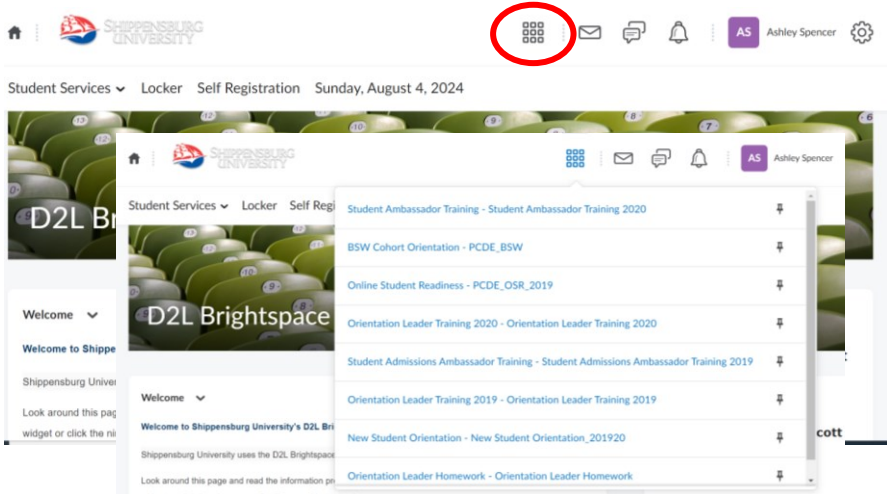 SHIPPENSBURG
UNIVERSITY
AS
Ashley Spencer
Student Services
Locker
Self Registration
Sunday, August 4, 2024
D2L Br
Welcome
Welcome to Shippe
Shippensburg Univer
Look around this pag
widget or click the ni
SHIPPENSBURG
UNIVERSITY
AS
Ashley Spencer
Student Services
Locker
Self Regi
D2L Brightspace
Welcome
Welcome to Shippensburg University's D2L Bri
Shippensburg University uses the D2L Brightspace
Look around this page and read the information pr
Student Ambassador Training - Student Ambassador Training 2020
BSW Cohort Orientation - PCDE_BSW
Online Student Readiness - PCDE_OSR_2019
Orientation Leader Training 2020 - Orientation Leader Training 2020
Student Admissions Ambassador Training - Student Admissions Ambassador Training 2019
Orientation Leader Training 2019 - Orientation Leader Training 2019
New Student Orientation - New Student Orientation_201920
Orientation Leader Homework - Orientation Leader Homework
cott